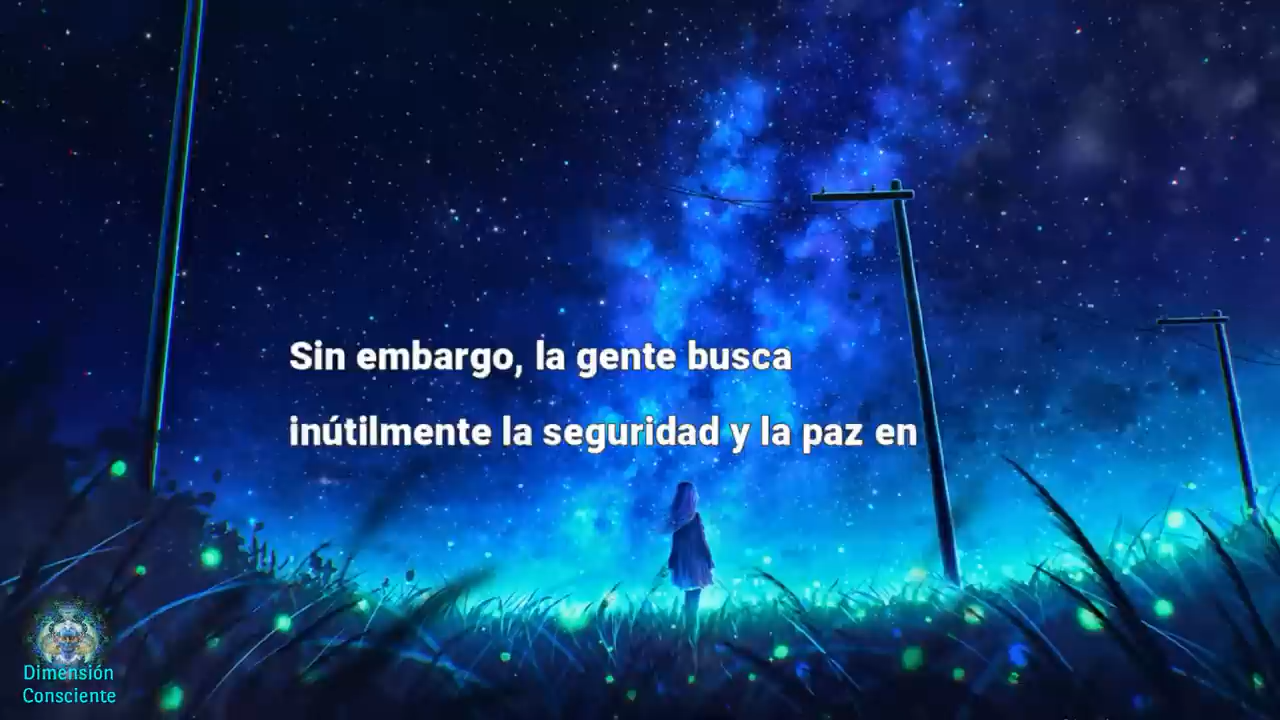 Sin embargo, la gente busca
inútilmente la seguridad y la paz en
Dimensión
Consciente